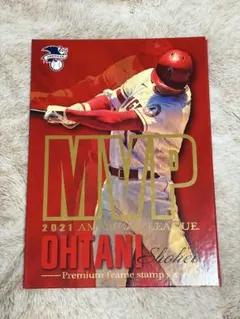 MVP
2021 AMERICAN LEAGUE
OHTANI Shohei
Premium frame stamp set